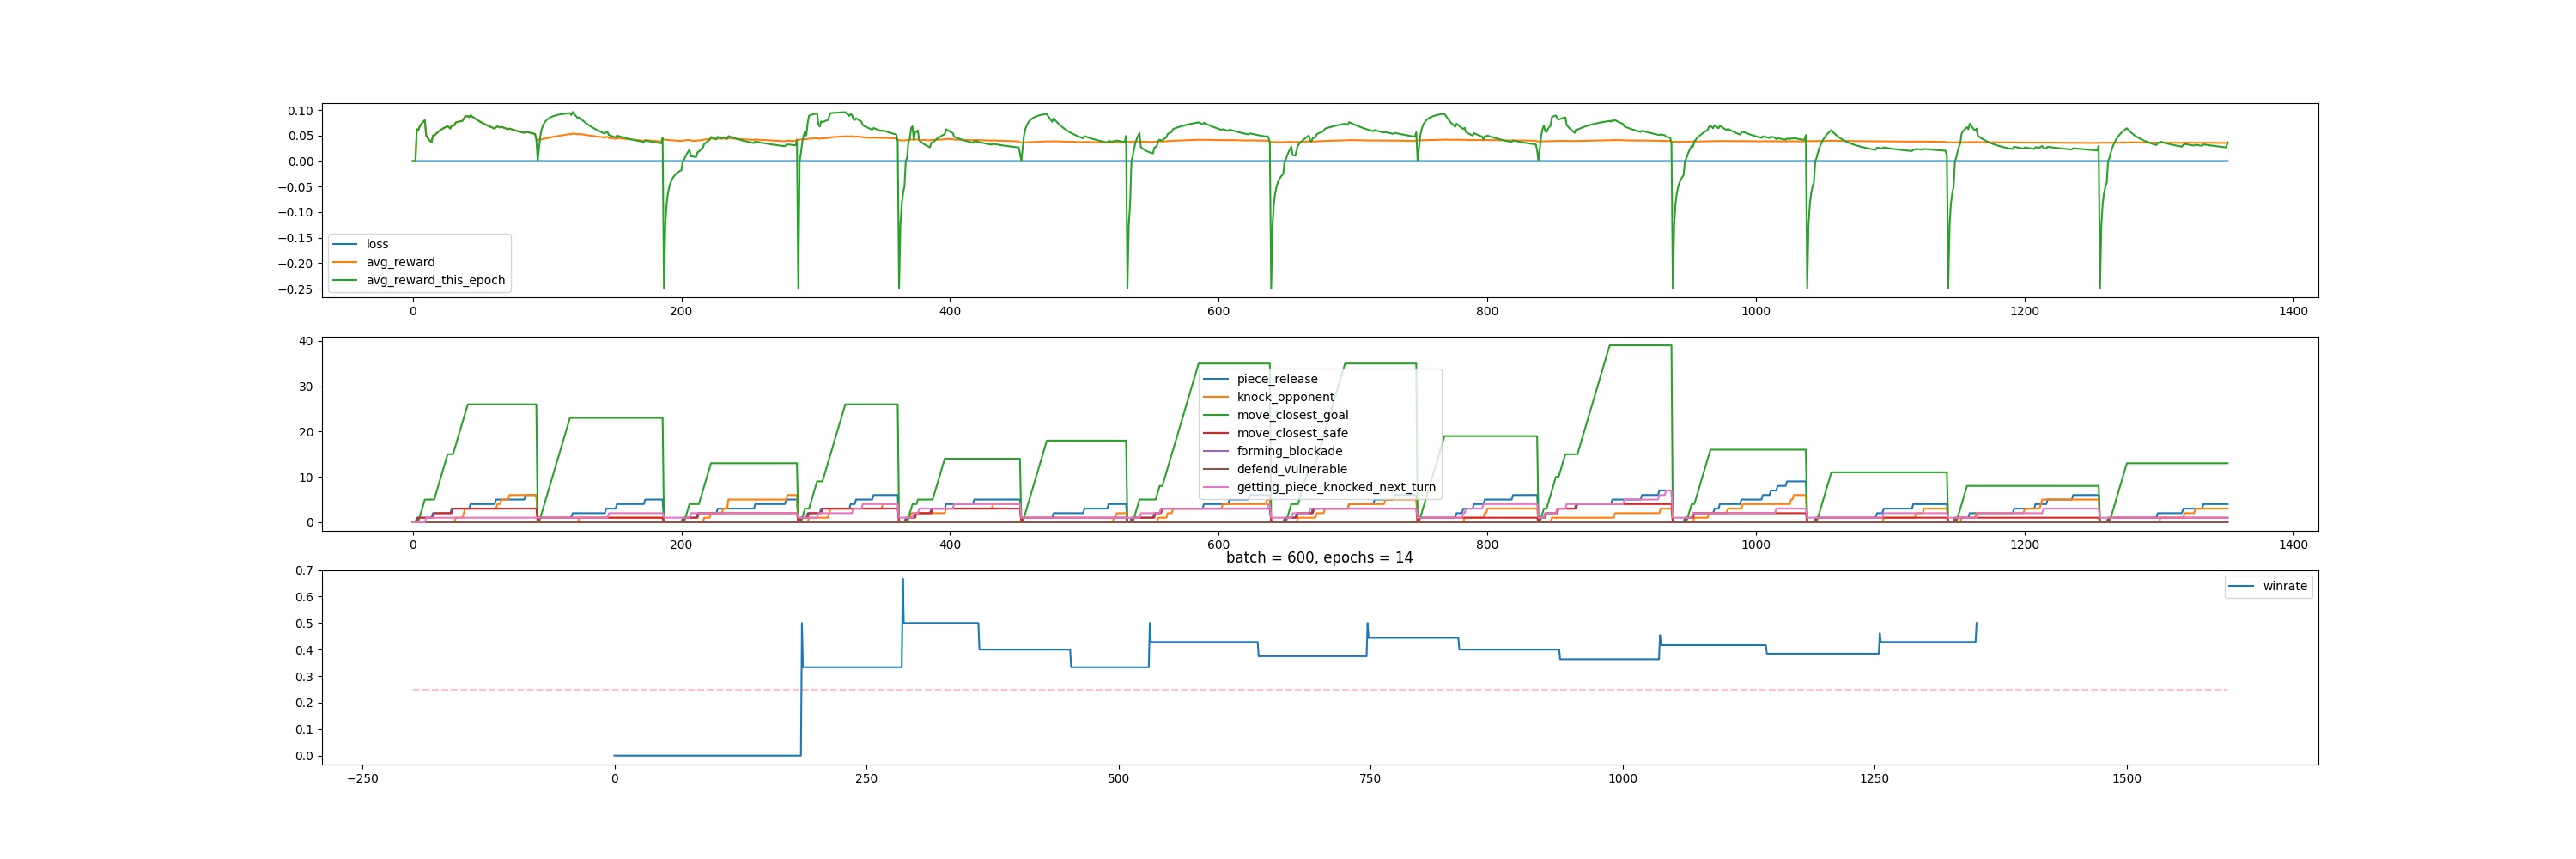 0.10
0.05
0.00
−0.05
−0.10
−0.15
−0.20
−0.25
loss
avg_reward
avg_reward_this_epoch
0 200 400 600 800 1000 1200 1400
40
30
20
10
0
piece_release
knock_opponent
move_closest_goal
move_closest_safe
forming_blockade
defend_vulnerable
getting_piece_knocked_next_turn
0 200 400 600 800 1000 1200 1400
batch = 600, epochs = 14
0.7
0.6
0.5
0.4
0.3
0.2
0.1
0.0
winrate
−250 0 250 500 750 1000 1250 1500